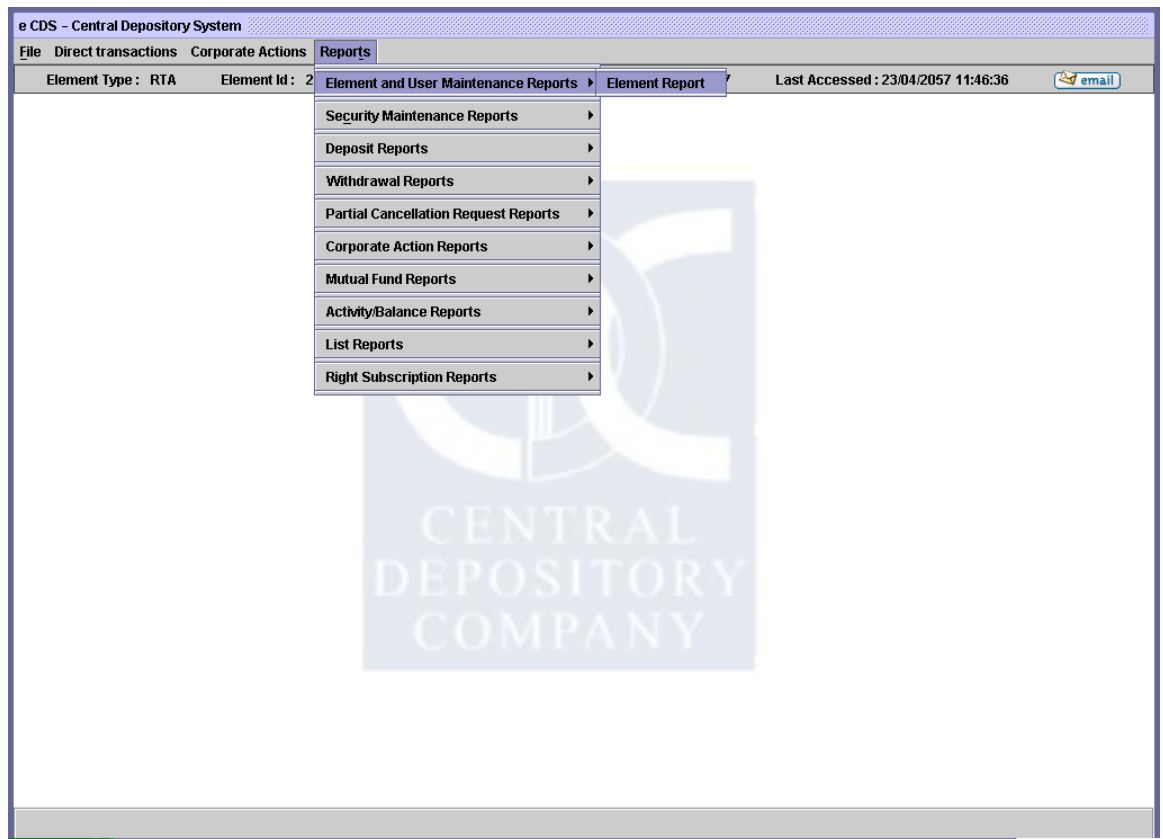 e CDS - Central Depository System
File Direct transactions Corporate Actions Reports
Element Type : RTA Element Id : 2 7 Last Accessed : 23/04/2057 11:46:36 email
Element and User Maintenance Reports Element Report
Security Maintenance Reports
Deposit Reports
Withdrawal Reports
Partial Cancellation Request Reports
Corporate Action Reports
Mutual Fund Reports
Activity/Balance Reports
List Reports
Right Subscription Reports
CENTRAL
DEPOSITORY
COMPANY